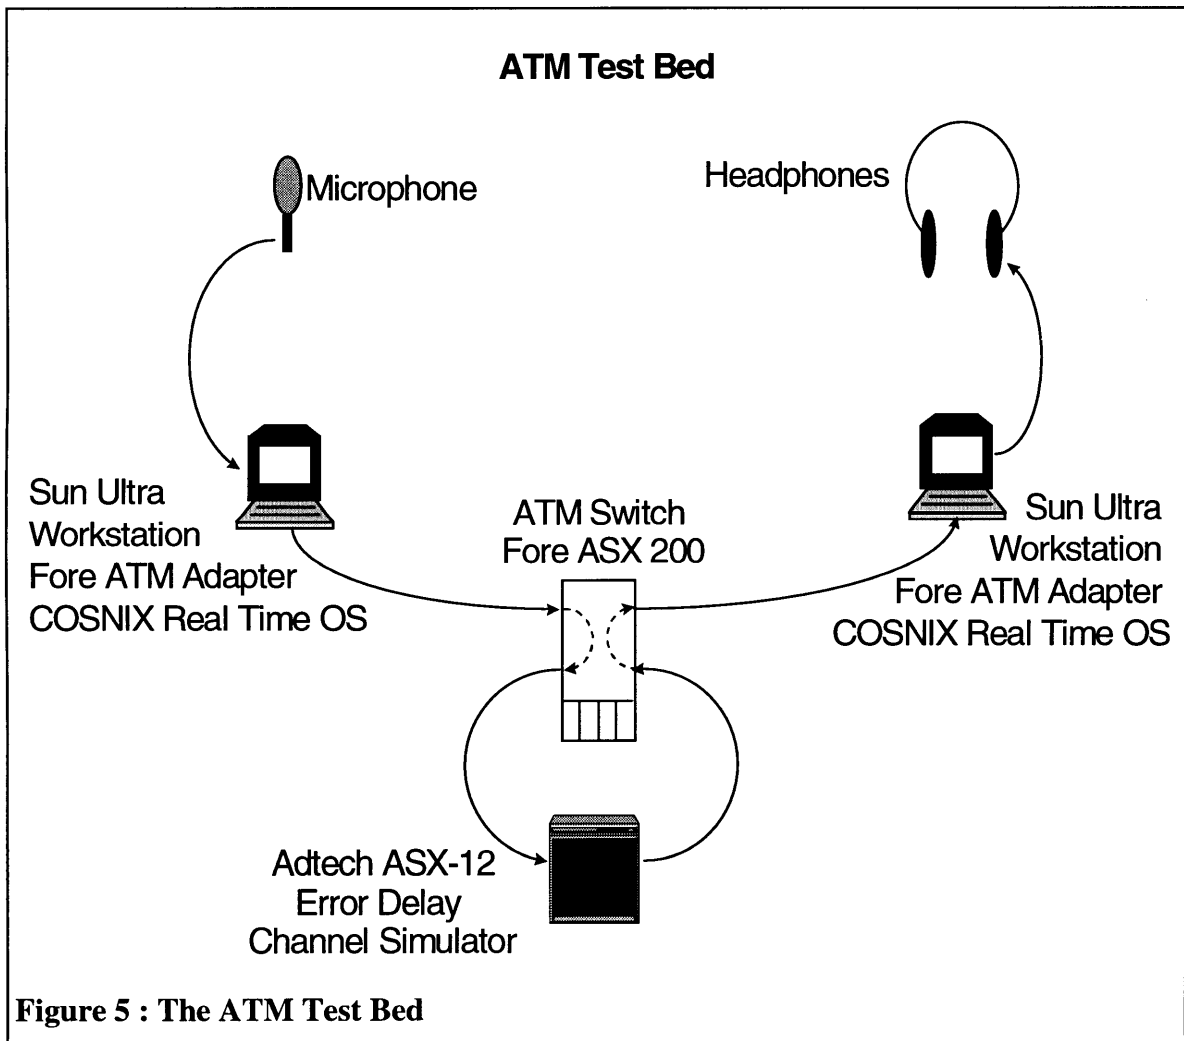 ATM Test Bed
Microphone
Headphones
Sun Ultra
Workstation
Fore ATM Adapter
COSNIX Real Time OS
ATM Switch
Fore ASX 200
Sun Ultra
Workstation
Fore ATM Adapter
COSNIX Real Time OS
Adtech ASX-12
Error Delay
Channel Simulator
Figure 5 : The ATM Test Bed